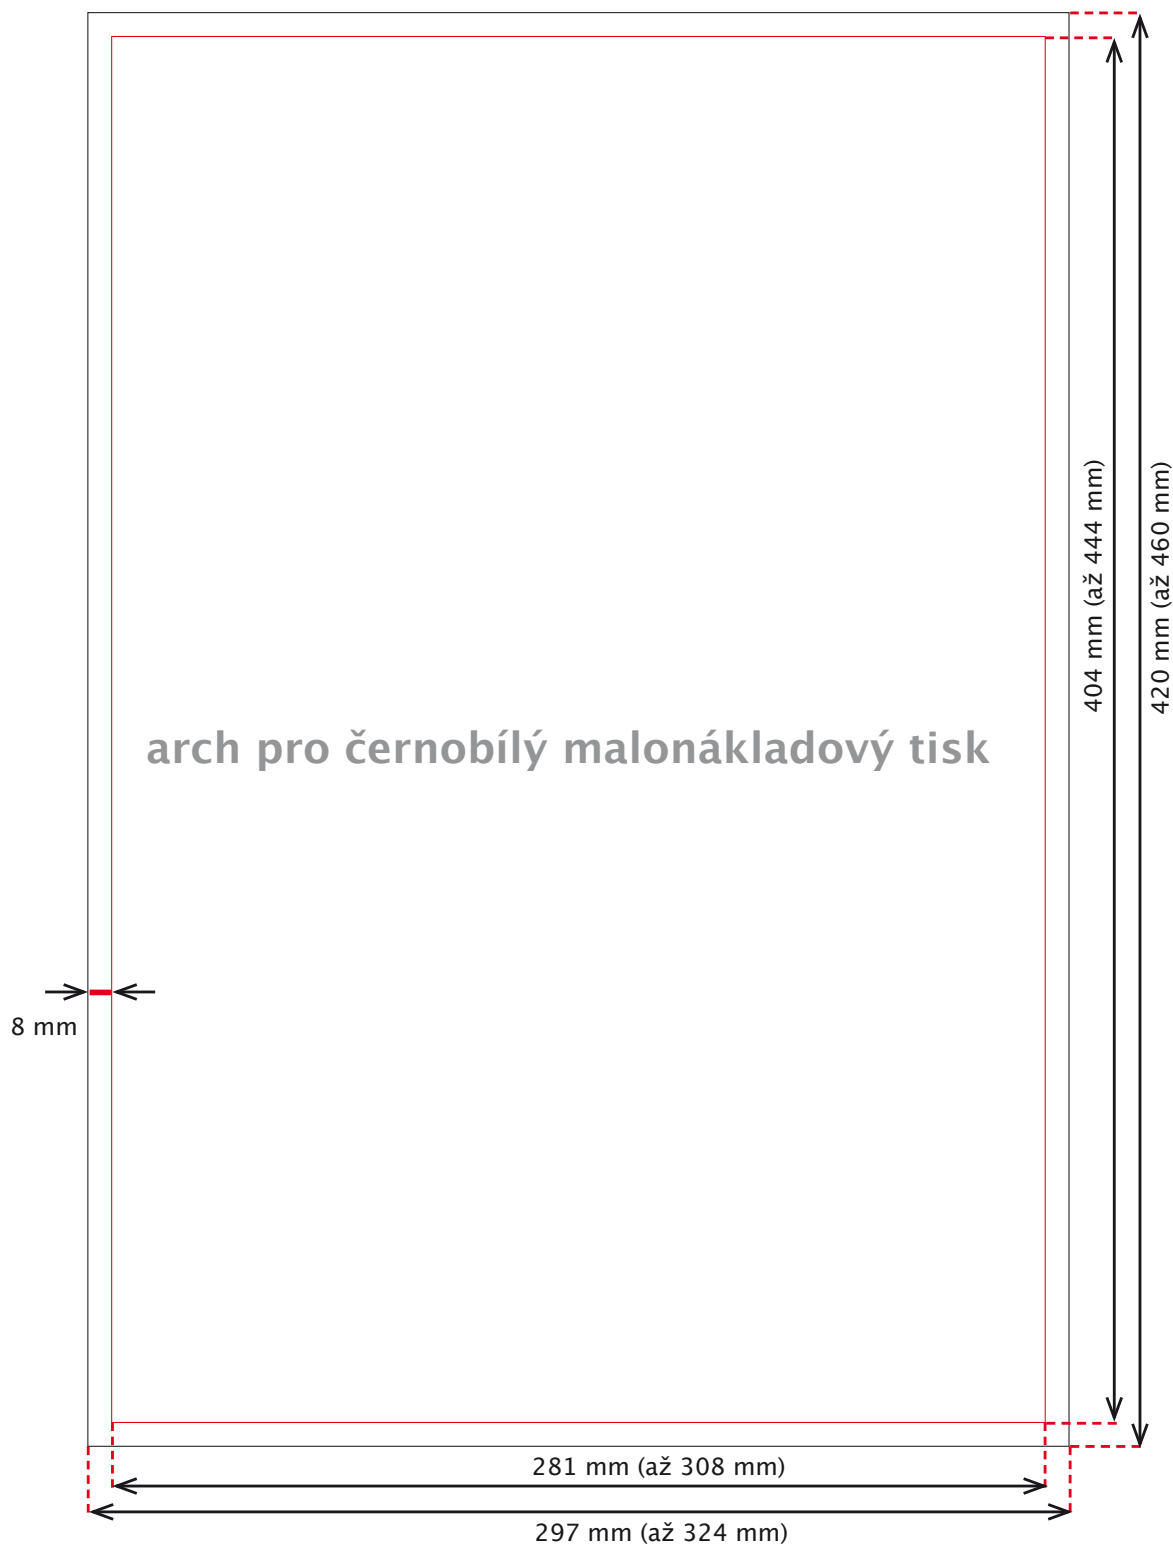 404 mm (až 444 mm)
420 mm (až 460 mm)
arch pro černobílý malonákladový tisk
8 mm
281 mm (až 308 mm)
297 mm (až 324 mm)